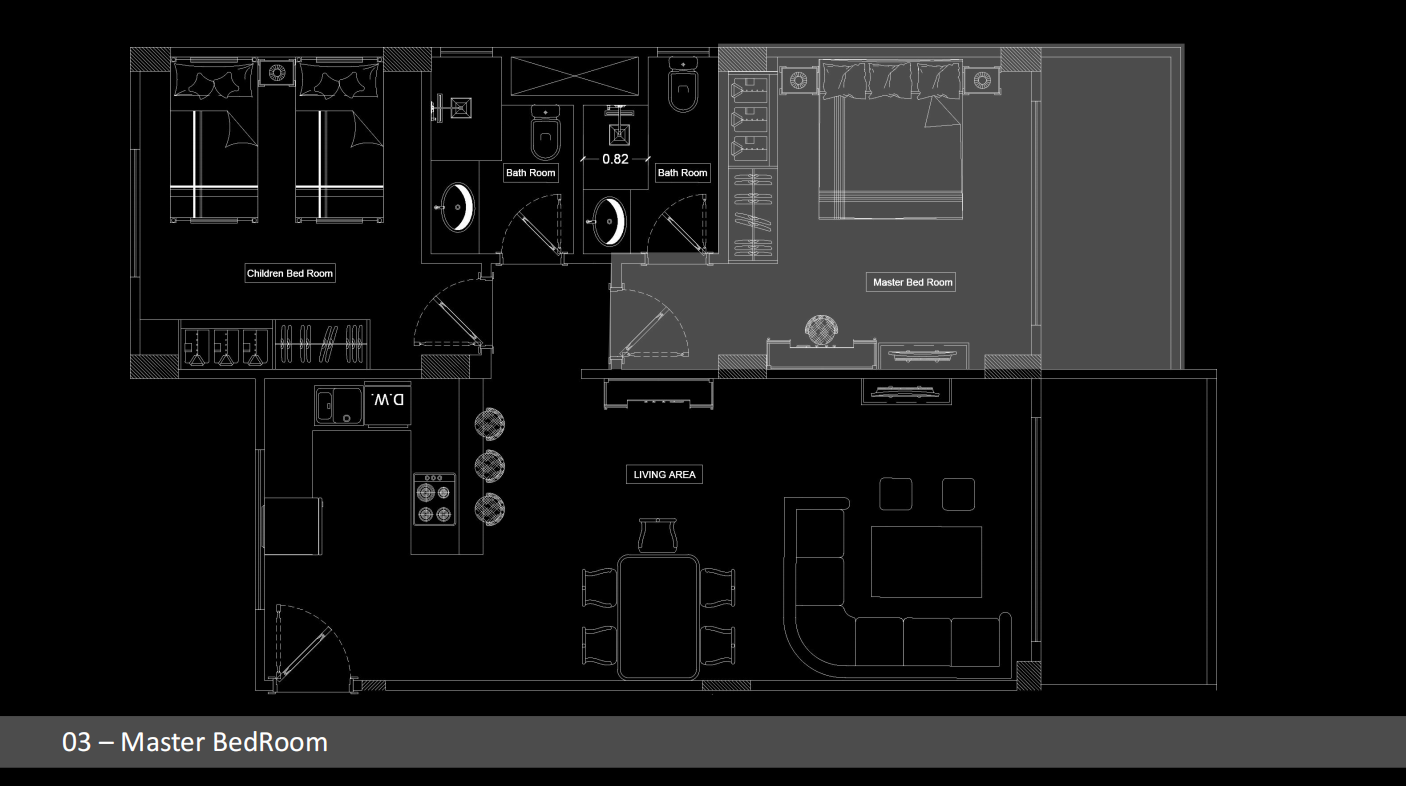 0.82
Bath Room
Bath Room
Children Bed Room
Master Bed Room
D.W.
LIVING AREA
03 – Master BedRoom